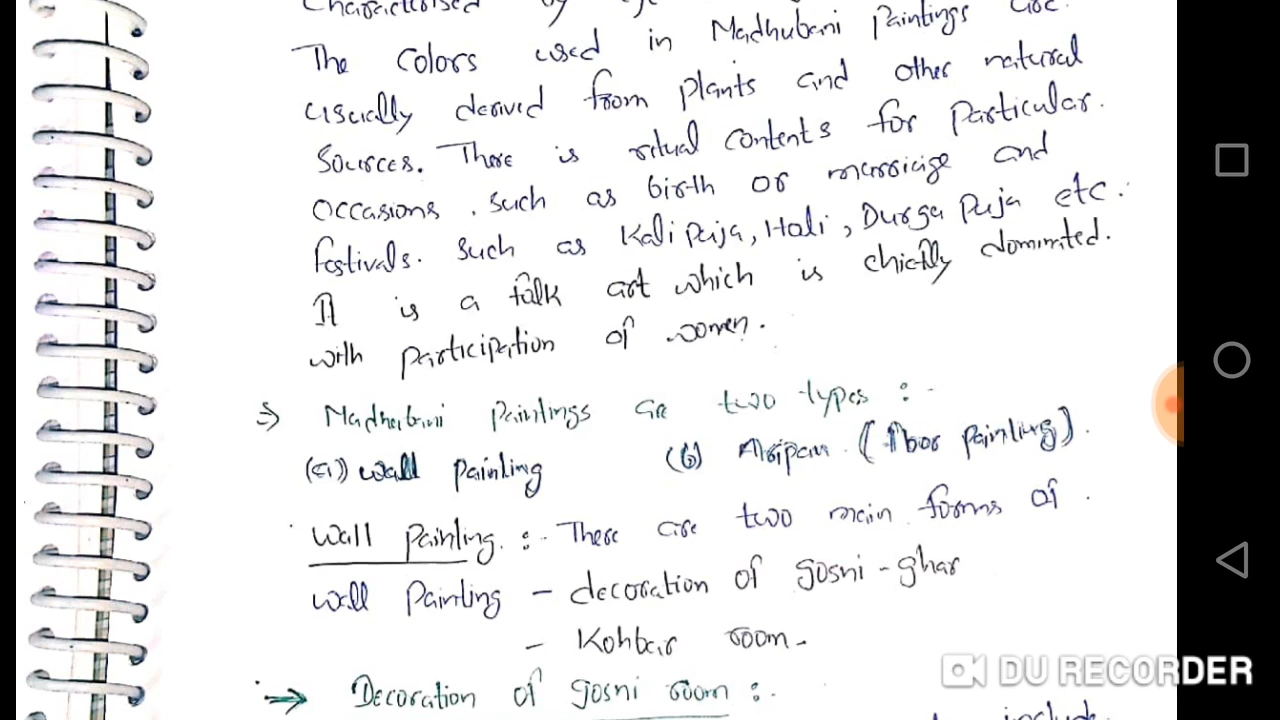 Characterised by
The Colors used in Madhubani Paintings are
usually derived from plants and other natural
Sources. There is ritual contents for Particular.
Occasions. Such as birth or marriage and
festivals. Such as Kali Puja, Holi, Durga Puja etc.
It is a folk art which is chiefly dominited.
with participation of women.
⇒ Madhubani Paintings are two types :-
(a) Wall Painting (b) Aripan (Floor Painting).
Wall Painting :- There are two main forms of
Wall Painting - decoration of gosni-ghar
- Kohbar room.
→ Decoration of gosni room :-
include
DU RECORDER